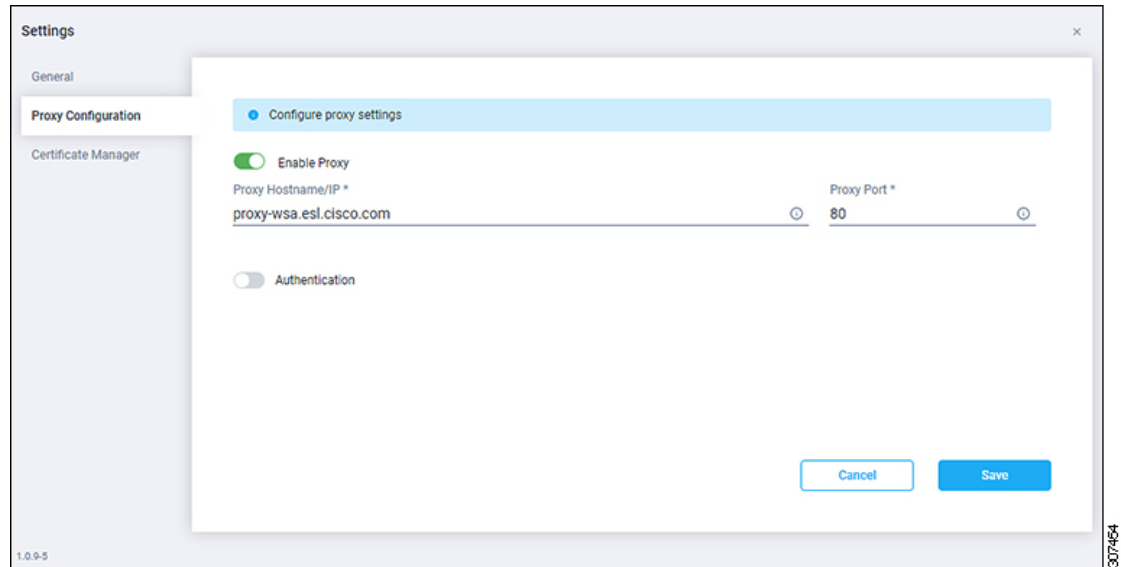 Settings
×
General
Proxy Configuration
Certificate Manager
Configure proxy settings
Enable Proxy
Proxy Hostname/IP *
Proxy Port *
proxy-wsa.esl.cisco.com
80
Authentication
Cancel
Save
1.0.9-5
307454